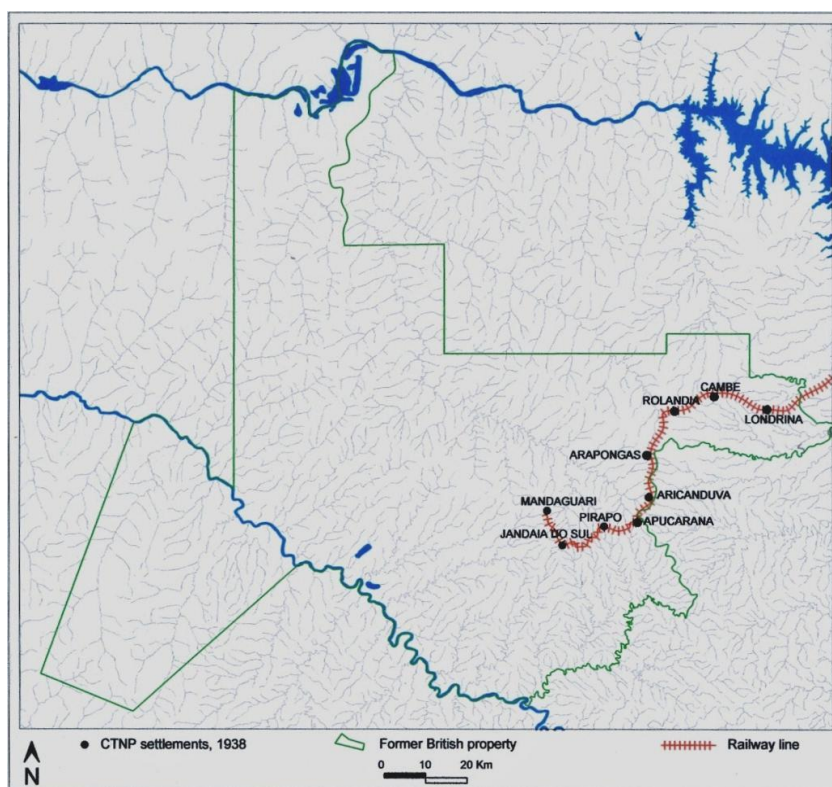 CAMBE
ROLANDIA
LONDRINA
ARAPONGAS
ARICANDUVA
MANDAGUARI
PIRAPO
APUCARANA
JANDAIA DO SUL
CTNP settlements, 1938
Former British property
Railway line
0 10 20 Km
N